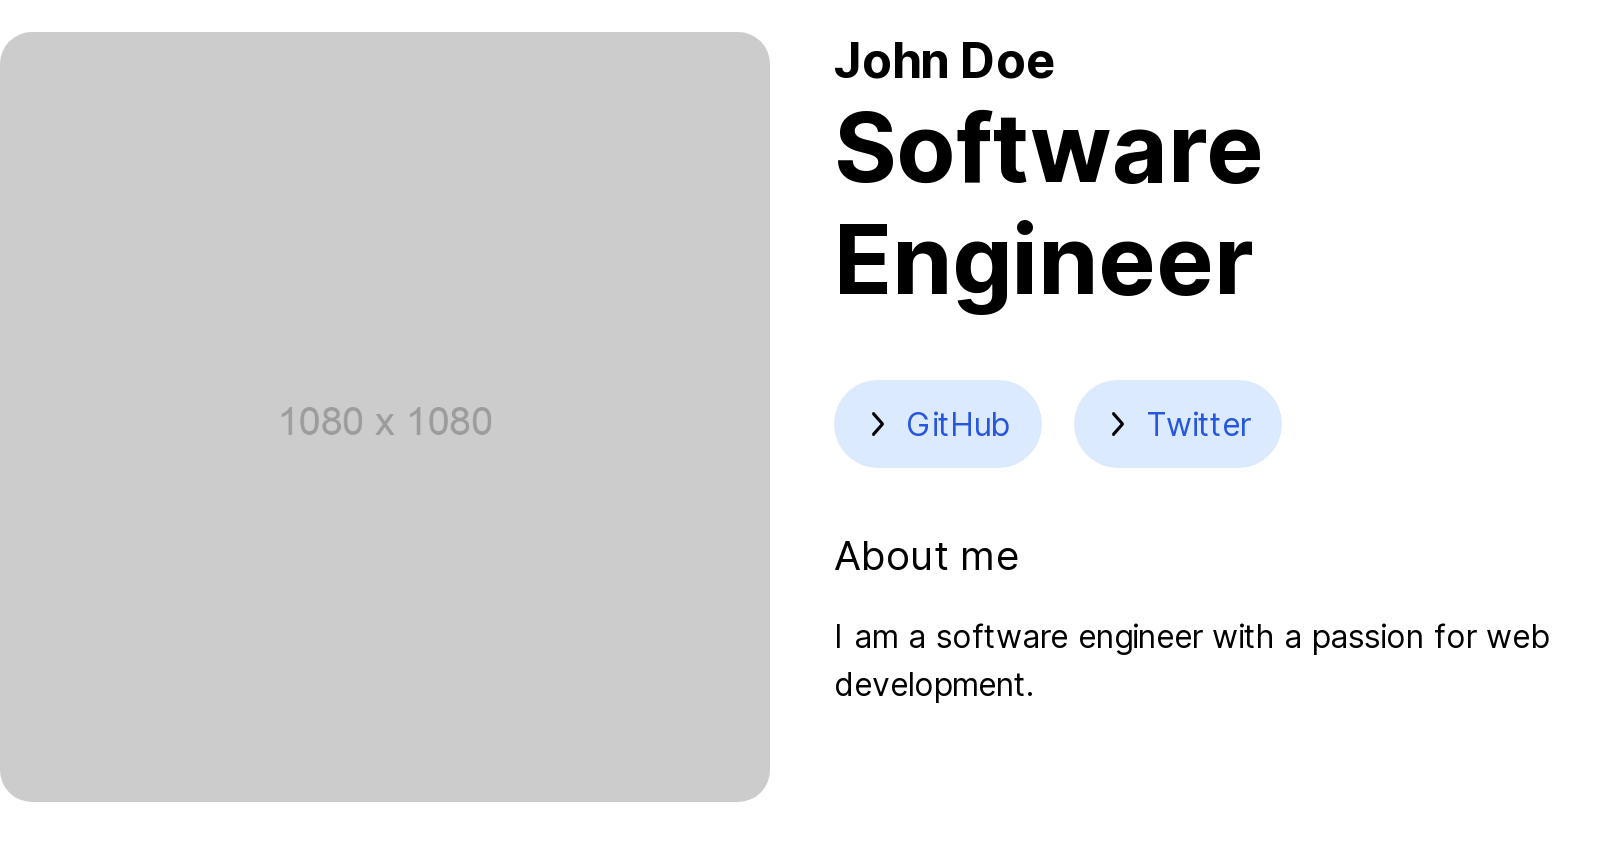 1080 x 1080
John Doe
Software
Engineer
GitHub
Twitter
About me
I am a software engineer with a passion for web
development.